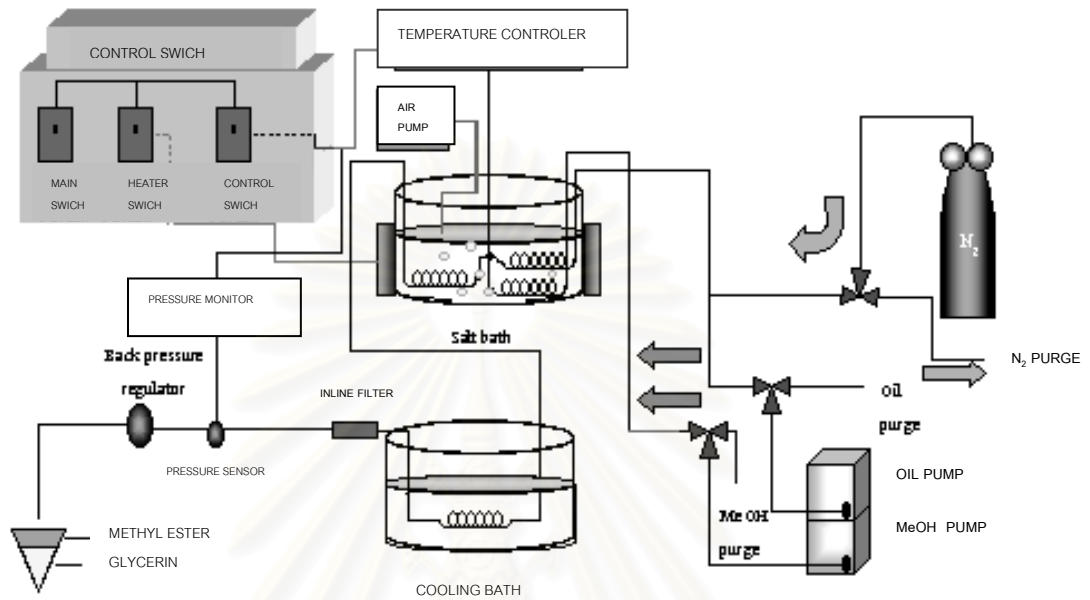 CONTROL SWICH
TEMPERATURE CONTROLER
AIR
PUMP
MAIN
SWICH
HEATER
SWICH
CONTROL
SWICH
N2
PRESSURE MONITOR
Salt bath
Back pressure
regulator
INLINE FILTER
N2 PURGE
Oil
purge
PRESSURE SENSOR
OIL PUMP
MeOH PUMP
Me OH
purge
METHYL ESTER
GLYCERIN
COOLING BATH